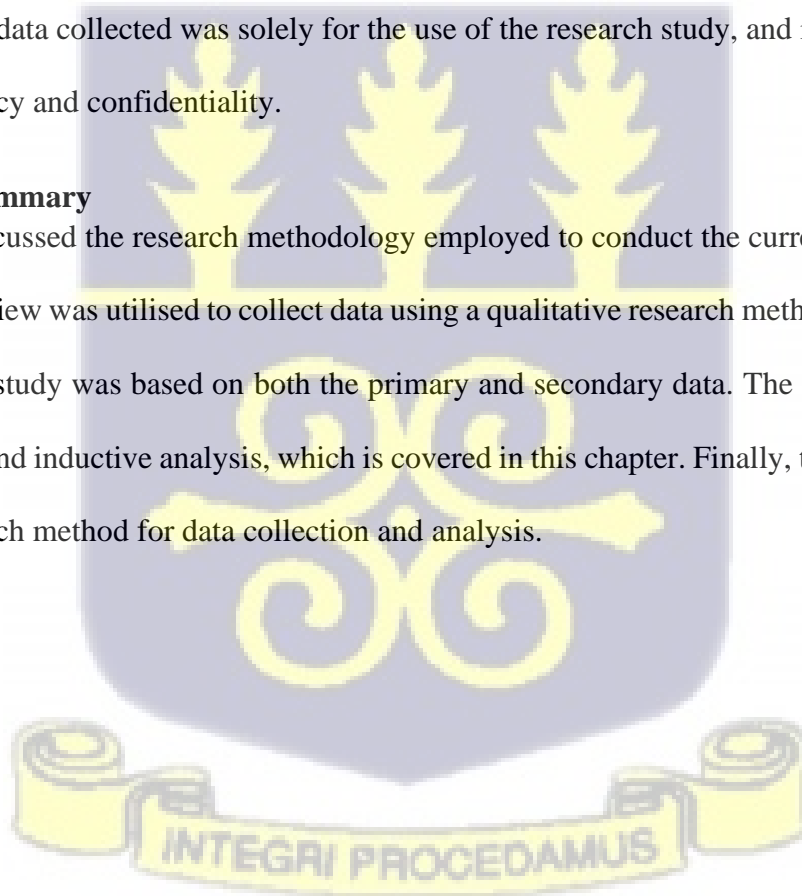 data collected was solely for the use of the research study, and
cy and confidentiality.
mmary
cussed the research methodology employed to conduct the curre
iew was utilised to collect data using a qualitative research meth
study was based on both the primary and secondary data. The
nd inductive analysis, which is covered in this chapter. Finally, t
ch method for data collection and analysis.
INTEGRI PROCEDAMUS